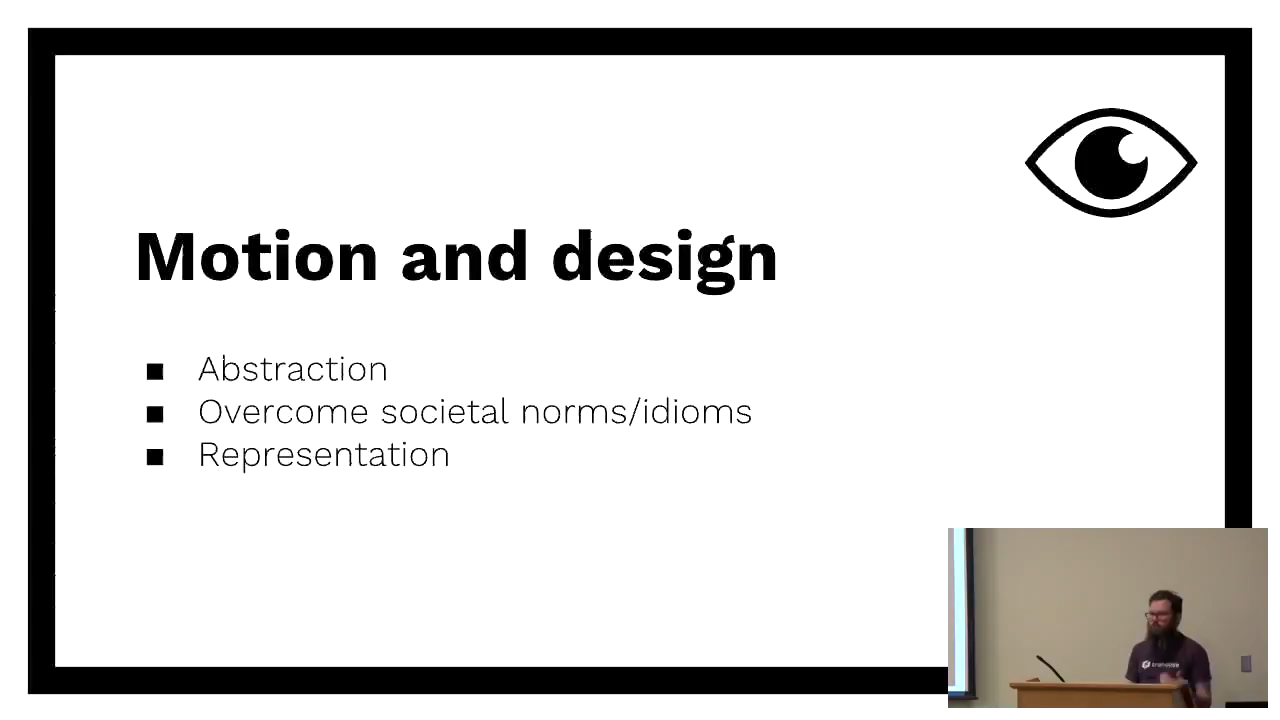 Motion and design
Abstraction
Overcome societal norms/idioms
Representation